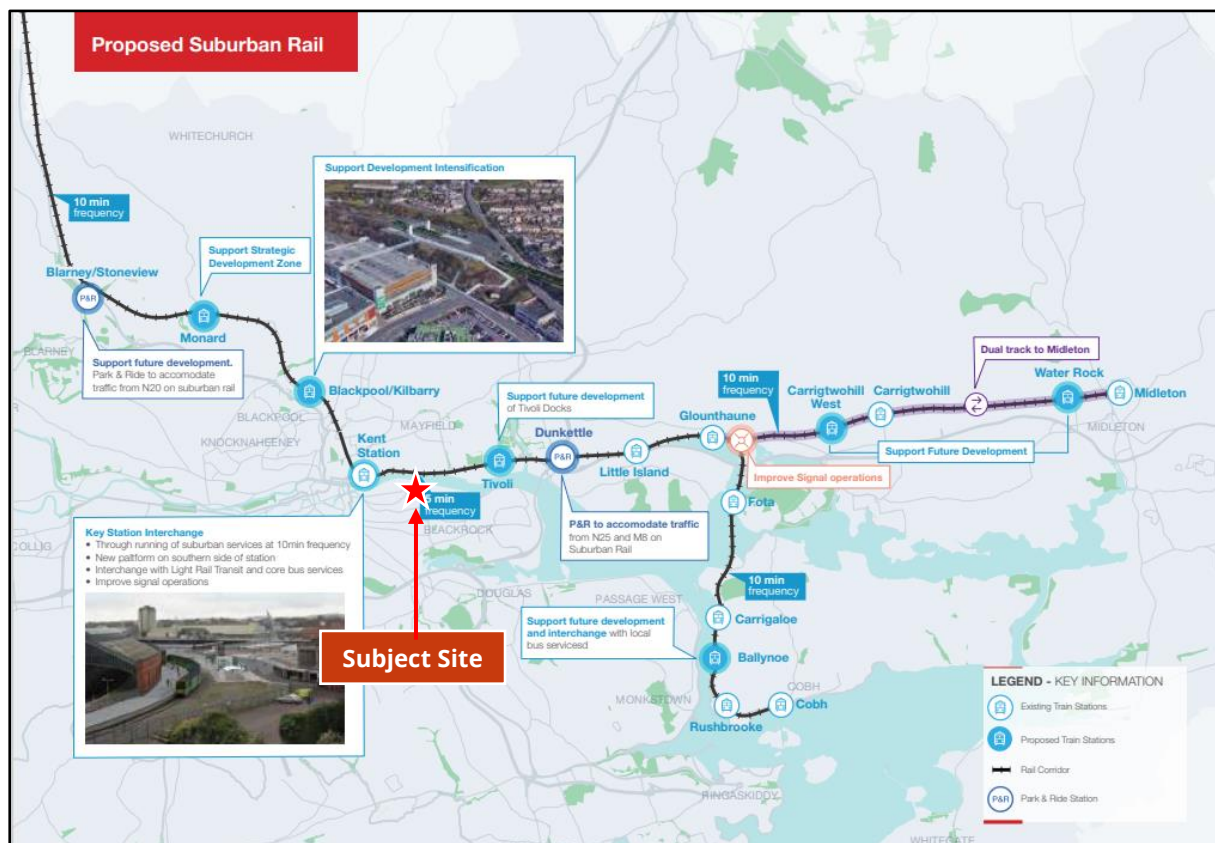 Proposed Suburban Rail
WHITECHURCH
10 min
frequency
Support Development Intensification
Support Strategic
Development Zone
Blarney/Stoneview
P&R
Monard
BLARNEY
Support future development.
Park & Ride to accomodate
traffic from N20 on suburban rail
Blackpool/Kilbarry
BLACKPOOL
MAYFIELD
KNOCKNAHEENEY
Kent
Station
Support future development
of Tivoli Docks
Dunkettle
P&R
Tivoli
Little Island
Glounthaune
10 min
frequency
Carrigtwohill
West
Carrigtwohill
Dual track to Midleton
Water Rock
Midleton
MIDLETON
Support Future Development
Improve Signal operations
min
frequency
BLACKROCK
P&R to accomodate traffic
from N25 and M8 on
Suburban Rail
Fota
COLLIG
Key Station Interchange
• Through running of suburban services at 10min frequency
• New paltform on southern side of station
• Interchange with Light Rail Transit and core bus services
• Improve signal operations
DOUGLAS
PASSAGE WEST
10 min
frequency
Subject Site
Support future development
and interchange with local
bus servicesd
Carrigaloe
Ballynoe
MONKSTOWN
COBH
Rushbrooke
Cobh
RINGASKIDDY
WHITEGATE
LEGEND - KEY INFORMATION
Existing Train Stations
Proposed Train Stations
Rail Corridor
P&R
Park & Ride Station